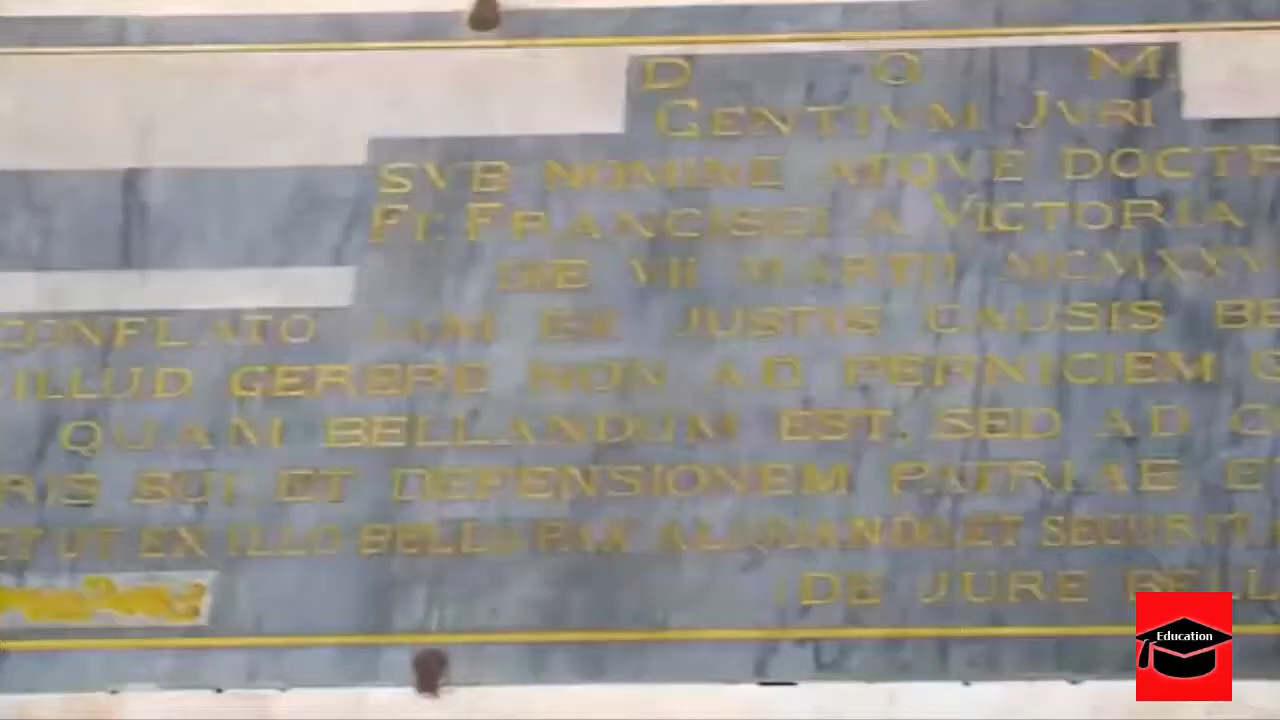 D O M.
GENTIVM JVRI
SVB NOMINE ATQVE DOCTR
Fr. FRANCISCI A VICTORIA
DIE VII MARTII MCMXXV
CONFLATO JAM EX JUSTIS CAUSIS BE
ILLUD GERERE NON AD PERNICIEM G
QUAM BELLANDUM EST, SED AD C
RIS SUI ET DEFENSIONEM PATRIAE E
ET UT EX ILLO BELLO PAX ALIQUANDO ET SECURIT
(DE JURE BELL
Education